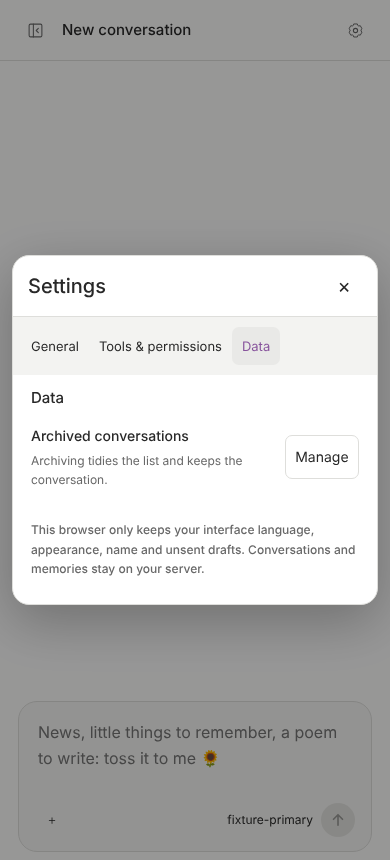 New conversation
Settings
General Tools & permissions Data
Data
Archived conversations
Archiving tidies the list and keeps the
conversation.
Manage
This browser only keeps your interface language,
appearance, name and unsent drafts. Conversations and
memories stay on your server.
News, little things to remember, a poem
to write: toss it to me 🌻
fixture-primary